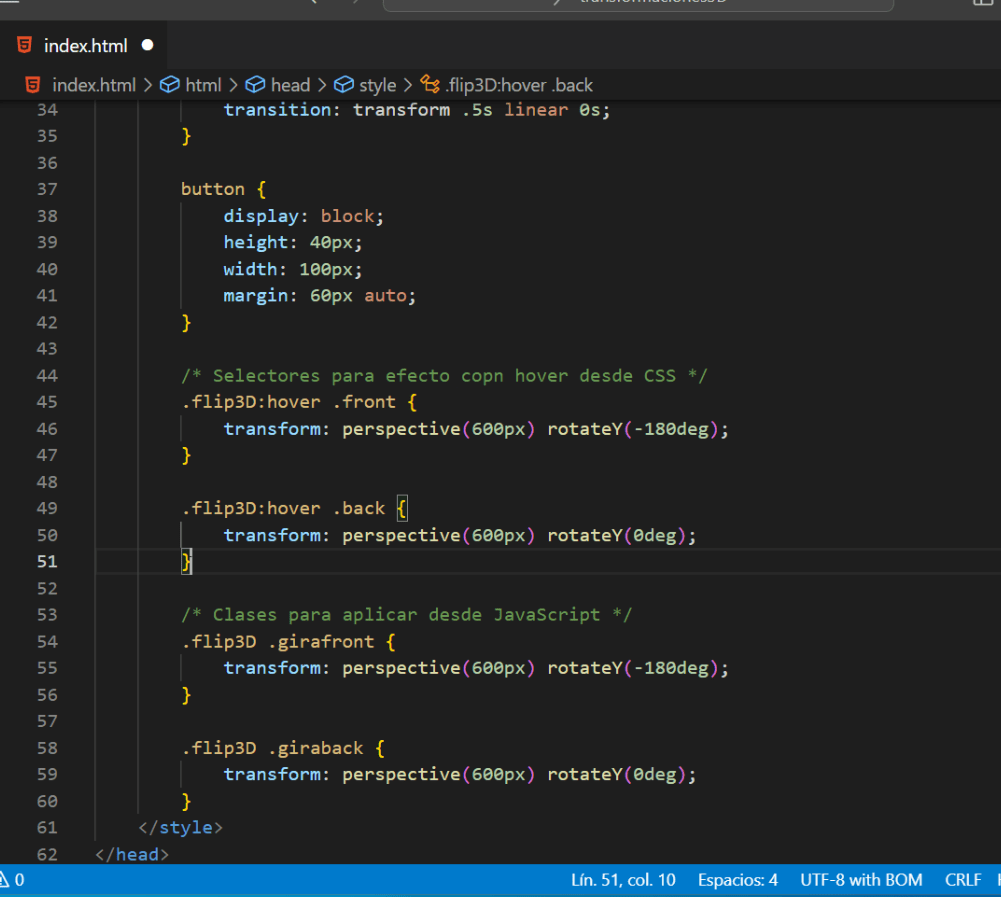 index.html
index.html > html > head > style > .flip3D:hover .back
34 transition: transform .5s linear 0s;
35 }
36
37 button {
38 display: block;
39 height: 40px;
40 width: 100px;
41 margin: 60px auto;
42 }
43
44 /* Selectores para efecto copn hover desde CSS */
45 .flip3D:hover .front {
46 transform: perspective(600px) rotateY(-180deg);
47 }
48
49 .flip3D:hover .back {
50 transform: perspective(600px) rotateY(0deg);
51 }
52
53 /* Clases para aplicar desde JavaScript */
54 .flip3D .girafront {
55 transform: perspective(600px) rotateY(-180deg);
56 }
57
58 .flip3D .giraback {
59 transform: perspective(600px) rotateY(0deg);
60 }
61 </style>
62 </head>
0 Lín. 51, col. 10 Espacios: 4 UTF-8 with BOM CRLF